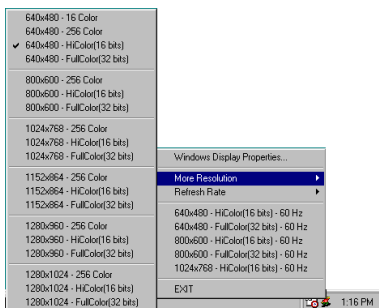 640x480 - 16 Color
640x480 - 256 Color
640x480 - HiColor(16 bits)
640x480 - FullColor(32 bits)
800x600 - 256 Color
800x600 - HiColor(16 bits)
800x600 - FullColor(32 bits)
1024x768 - 256 Color
1024x768 - HiColor(16 bits)
1024x768 - FullColor(32 bits)
1152x864 - 256 Color
1152x864 - HiColor(16 bits)
1152x864 - FullColor(32 bits)
1280x960 - 256 Color
1280x960 - HiColor(16 bits)
1280x960 - FullColor(32 bits)
1280x1024 - 256 Color
1280x1024 - HiColor(16 bits)
1280x1024 - FullColor(32 bits)
Windows Display Properties...
More Resolution
Refresh Rate
640x480 - HiColor(16 bits) - 60 Hz
640x480 - FullColor(32 bits) - 60 Hz
800x600 - HiColor(16 bits) - 60 Hz
800x600 - FullColor(32 bits) - 60 Hz
1024x768 - HiColor(16 bits) - 60 Hz
EXIT
1:16 PM